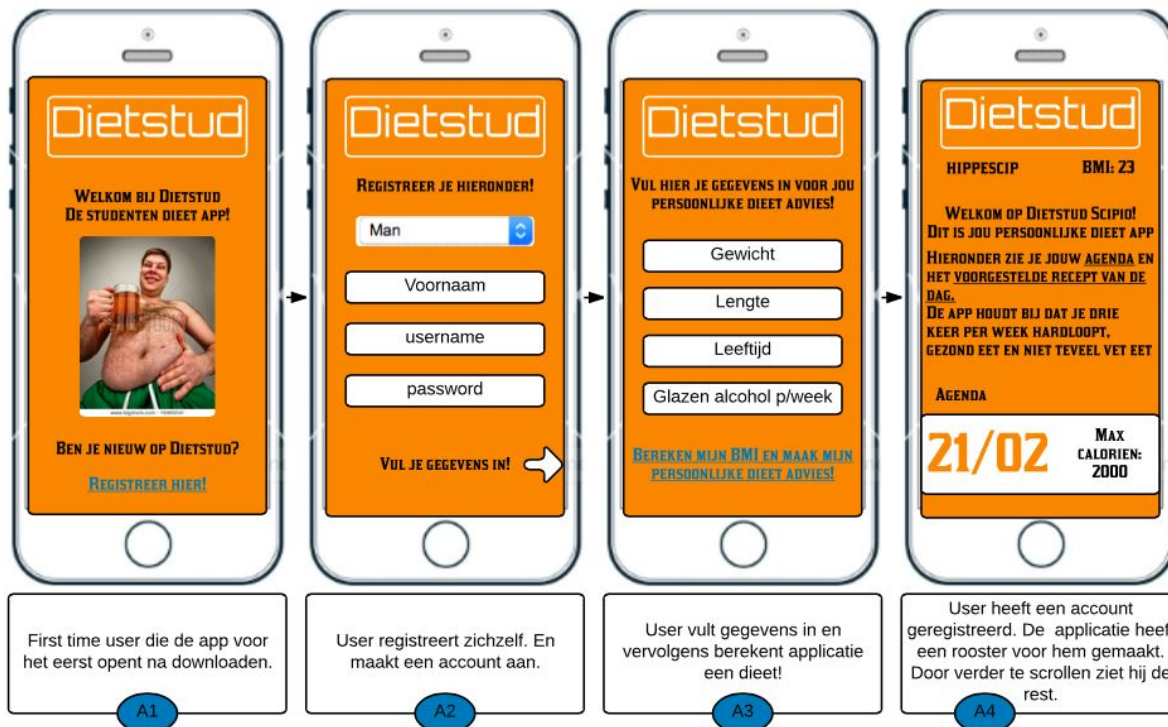 Dietstud
WELKOM BIJ DIETSTUD
DE STUDENTEN DIEET APP!
www.bigstock.com
BEN JE NIEUW OP DIETSTUD?
REGISTREER HIER!
First time user die de app voor
het eerst opent na downloaden.
A1
Dietstud
REGISTREER JE HIERONDER!
Man
Voornaam
username
password
VUL JE GEGEVENS IN!
User registreert zichzelf. En
maakt een account aan.
A2
Dietstud
VUL HIER JE GEGEVENS IN VOOR JOU
PERSOONLIJKE DIEET ADVIES!
Gewicht
Lengte
Leeftijd
Glazen alcohol p/week
BEREKEN MIJN BMI EN MAAK MIJN
PERSOONLIJKE DIEET ADVIES!
User vult gegevens in en
vervolgens berekent applicatie
een dieet!
A3
Dietstud
HIPPESCIP BMI: 23
WELKOM OP DIETSTUD SCIPIO!
DIT IS JOU PERSOONLIJKE DIEET APP
HIERONDER ZIE JE JOUW AGENDA EN
HET VOORGESTELDE RECEPT VAN DE
DAG.
DE APP HOUDT BIJ DAT JE DRIE
KEER PER WEEK HARDLOOPT,
GEZOND EET EN NIET TEVEEL VET EET
AGENDA
21/02
MAX
CALORIEN:
2000
User heeft een account
geregistreerd. De applicatie heef
een rooster voor hem gemaakt.
Door verder te scrollen ziet hij de
rest.
A4